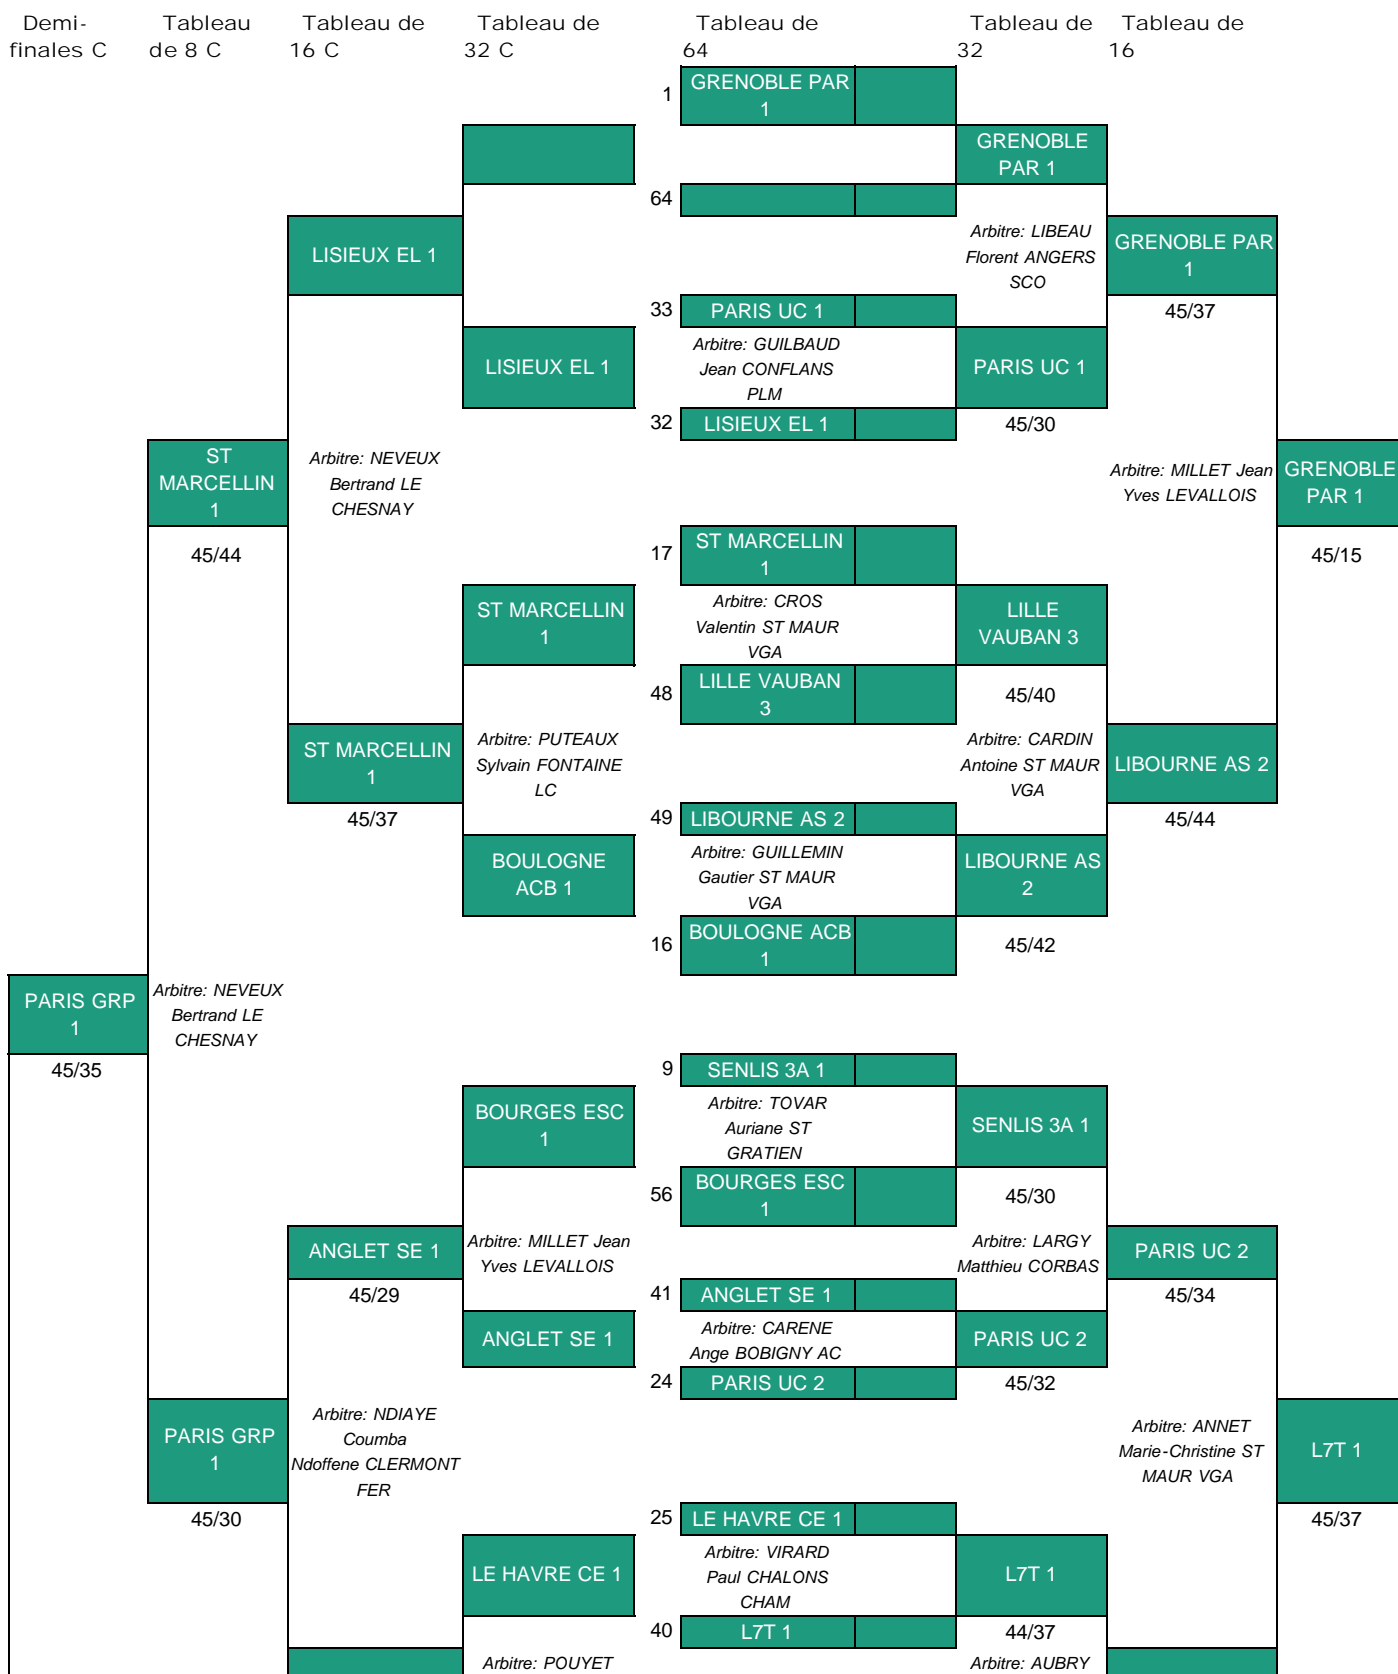 Demi-
finales C
Tableau
de 8 C
Tableau de
16 C
Tableau de
32 C
Tableau de
64
Tableau de
32
Tableau de
16
1
GRENOBLE PAR
1
GRENOBLE
PAR 1
64
LISIEUX EL 1
Arbitre: LIBEAU
Florent ANGERS
SCO
GRENOBLE PAR
1
45/37
33
PARIS UC 1
LISIEUX EL 1
Arbitre: GUILBAUD
Jean CONFLANS
PLM
PARIS UC 1
32
LISIEUX EL 1
45/30
ST
MARCELLIN
1
45/44
Arbitre: NEVEUX
Bertrand LE
CHESNAY
Arbitre: MILLET Jean
Yves LEVALLOIS
GRENOBLE
PAR 1
45/15
17
ST MARCELLIN
1
ST MARCELLIN
1
Arbitre: CROS
Valentin ST MAUR
VGA
LILLE
VAUBAN 3
48
LILLE VAUBAN
3
45/40
ST MARCELLIN
1
45/37
Arbitre: PUTEAUX
Sylvain FONTAINE
LC
Arbitre: CARDIN
Antoine ST MAUR
VGA
LIBOURNE AS 2
45/44
49
LIBOURNE AS 2
BOULOGNE
ACB 1
Arbitre: GUILLEMIN
Gautier ST MAUR
VGA
LIBOURNE AS
2
16
BOULOGNE ACB
1
45/42
PARIS GRP
1
45/35
Arbitre: NEVEUX
Bertrand LE
CHESNAY
9
SENLIS 3A 1
BOURGES ESC
1
Arbitre: TOVAR
Auriane ST
GRATIEN
SENLIS 3A 1
56
BOURGES ESC
1
45/30
ANGLET SE 1
45/29
Arbitre: MILLET Jean
Yves LEVALLOIS
Arbitre: LARGY
Matthieu CORBAS
PARIS UC 2
45/34
41
ANGLET SE 1
ANGLET SE 1
Arbitre: CARENE
Ange BOBIGNY AC
PARIS UC 2
24
PARIS UC 2
45/32
PARIS GRP
1
45/30
Arbitre: NDIAYE
Coumba
Ndoffene CLERMONT
FER
Arbitre: ANNET
Marie-Christine ST
MAUR VGA
L7T 1
45/37
25
LE HAVRE CE 1
LE HAVRE CE 1
Arbitre: VIRARD
Paul CHALONS
CHAM
L7T 1
40
L7T 1
44/37
Arbitre: POUYET
Arbitre: AUBRY